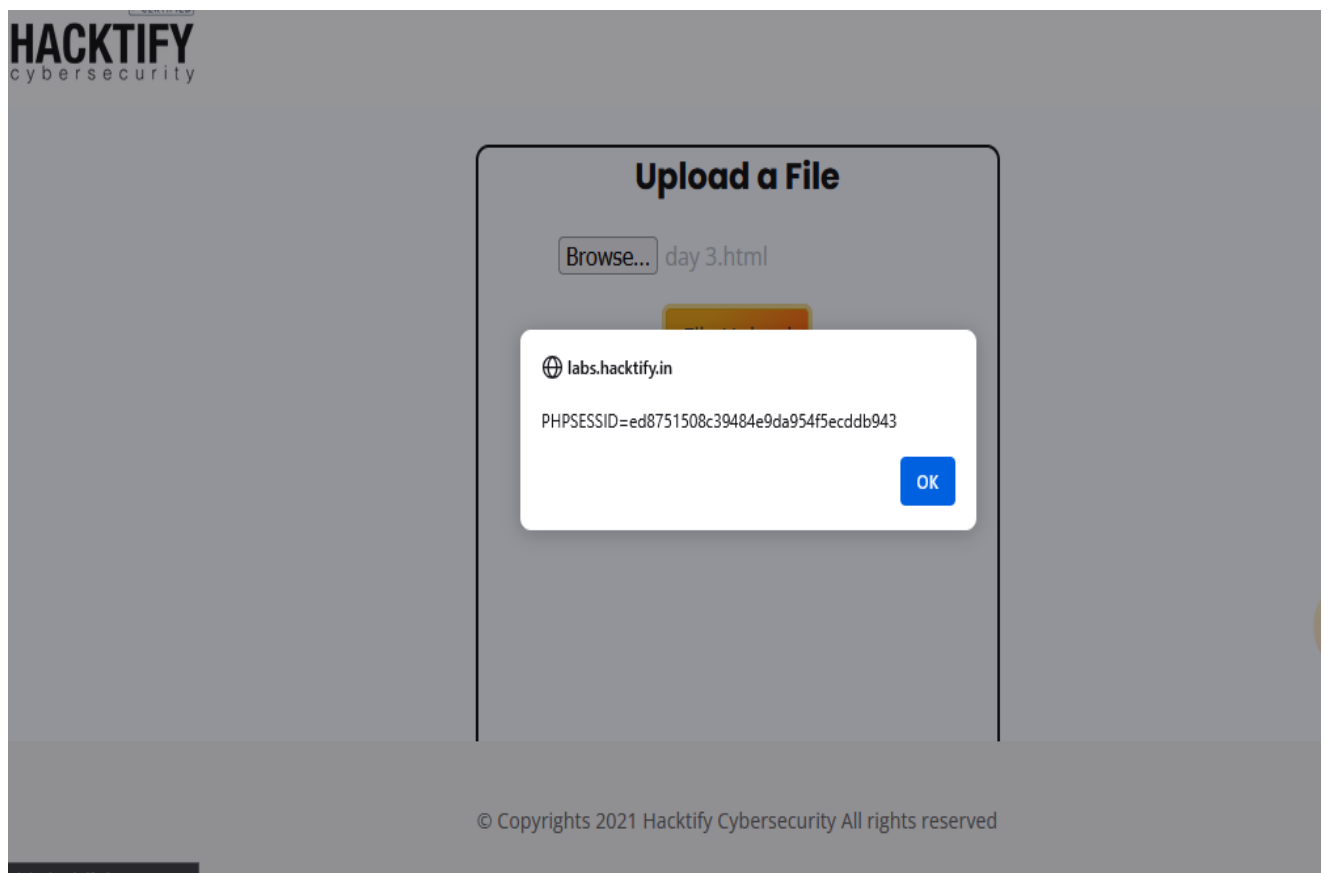 HACKTIFY
cybersecurity
Upload a File
Browse... day 3.html
labs.hacktify.in
PHPSESSID=ed8751508c39484e9da954f5ecddb943
OK
© Copyrights 2021 Hacktify Cybersecurity All rights reserved